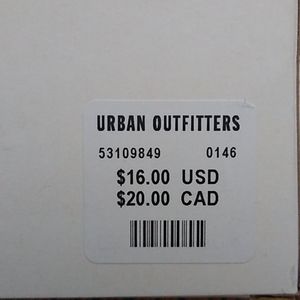 URBAN OUTFITTERS
53109849 0146
$16.00 USD
$20.00 CAD